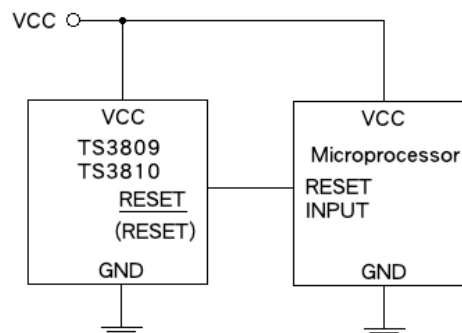 VCC
VCC
TS3809
TS3810
RESET
(RESET)
GND
VCC
Microprocessor
RESET
INPUT
GND